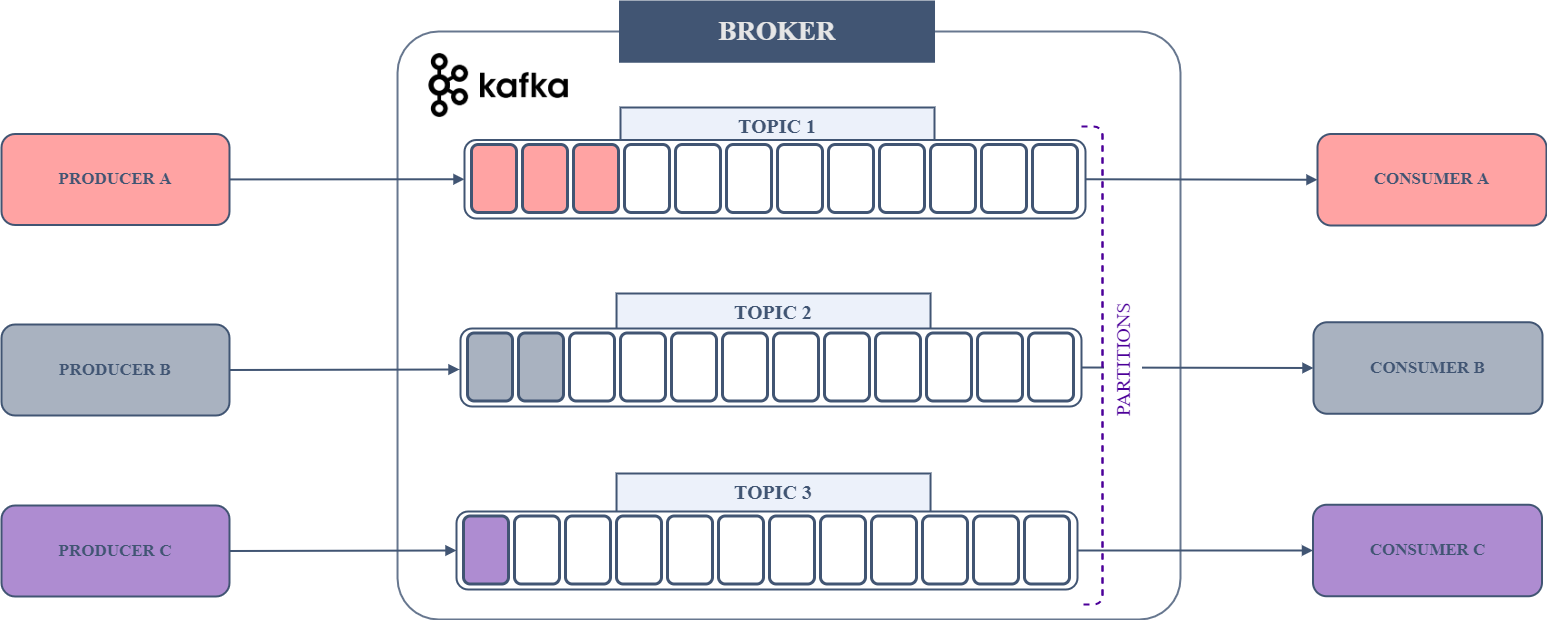 BROKER
kafka
TOPIC 1
PRODUCER A
CONSUMER A
TOPIC 2
PRODUCER B
PARTITIONS
CONSUMER B
TOPIC 3
PRODUCER C
CONSUMER C